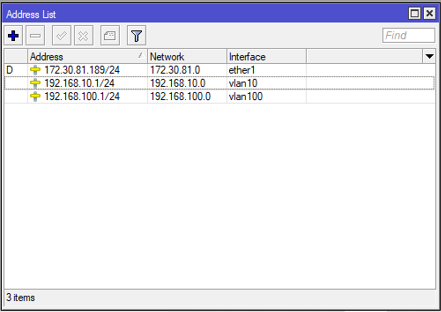 Address List
Find
Address Network Interface
D 172.30.81.189/24 172.30.81.0 ether1
192.168.10.1/24 192.168.10.0 vlan10
192.168.100.1/24 192.168.100.0 vlan100
3 items